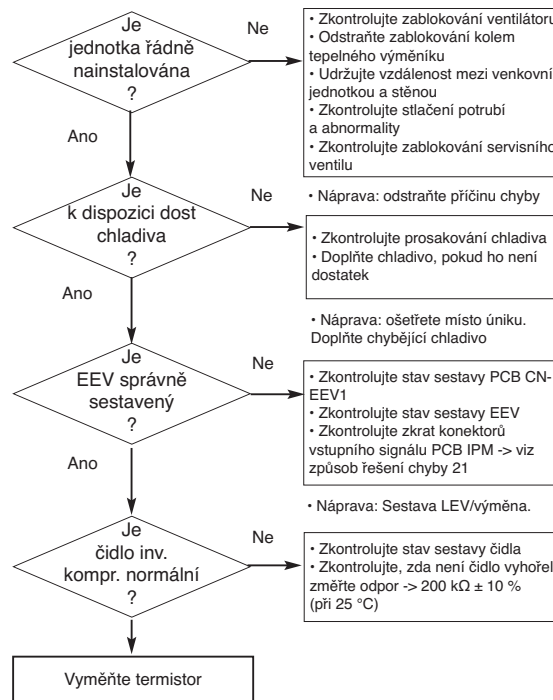 Je
jednotka řádně
nainstalována
?
Ne
• Zkontrolujte zablokování ventilátoru
• Odstraňte zablokování kolem
tepelného výměníku
• Udržujte vzdálenost mezi venkovní
jednotkou a stěnou
• Zkontrolujte stlačení potrubí
a abnormality
• Zkontrolujte zablokování servisního
ventilu
Ano
• Náprava: odstraňte příčinu chyby
Je
k dispozici dost
chladiva
?
Ne
• Zkontrolujte prosakování chladiva
• Doplňte chladivo, pokud ho není
dostatek
Ano
• Náprava: ošetřete místo úniku.
Doplňte chybějící chladivo
Je
EEV správně
sestavený
?
Ne
• Zkontrolujte stav sestavy PCB CN-
EEV1
• Zkontrolujte stav sestavy EEV
• Zkontrolujte zkrat konektorů
vstupního signálu PCB IPM -> viz
způsob řešení chyby 21
Ano
• Náprava: Sestava LEV/výměna.
Je
čidlo inv.
kompr. normální
?
Ne
• Zkontrolujte stav sestavy čidla
• Zkontrolujte, zda není čidlo vyhořel
změřte odpor -> 200 kΩ ± 10 %
(při 25 °C)
Ano
Vyměňte termistor